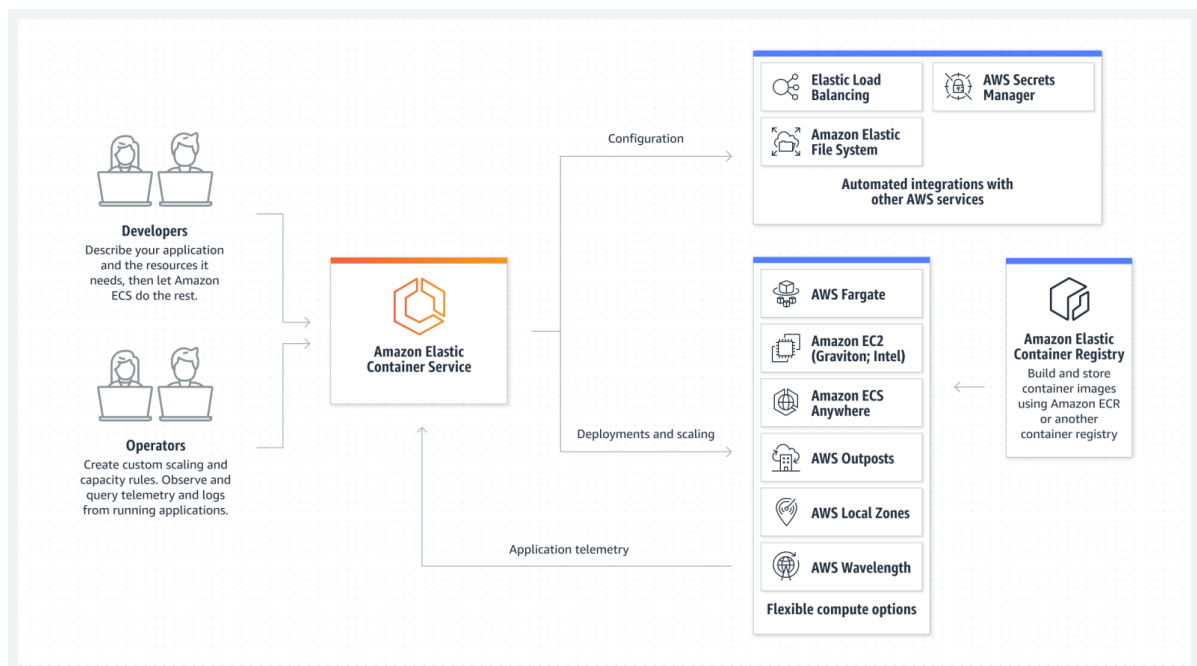 Developers
Describe your application
and the resources it
needs, then let Amazon
ECS do the rest.
Operators
Create custom scaling and
capacity rules. Observe and
query telemetry and logs
from running applications.
Amazon Elastic
Container Service
Configuration
Deployments and scaling
Application telemetry
Elastic Load
Balancing
AWS Secrets
Manager
Amazon Elastic
File System
Automated integrations with
other AWS services
AWS Fargate
Amazon EC2
(Graviton; Intel)
Amazon ECS
Anywhere
AWS Outposts
AWS Local Zones
AWS Wavelength
Flexible compute options
Amazon Elastic
Container Registry
Build and store
container images
using Amazon ECR
or another
container registry